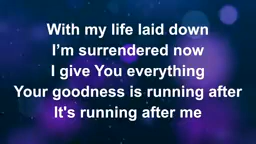 With my life laid down
I’m surrendered now
I give You everything
Your goodness is running after
It's running after me